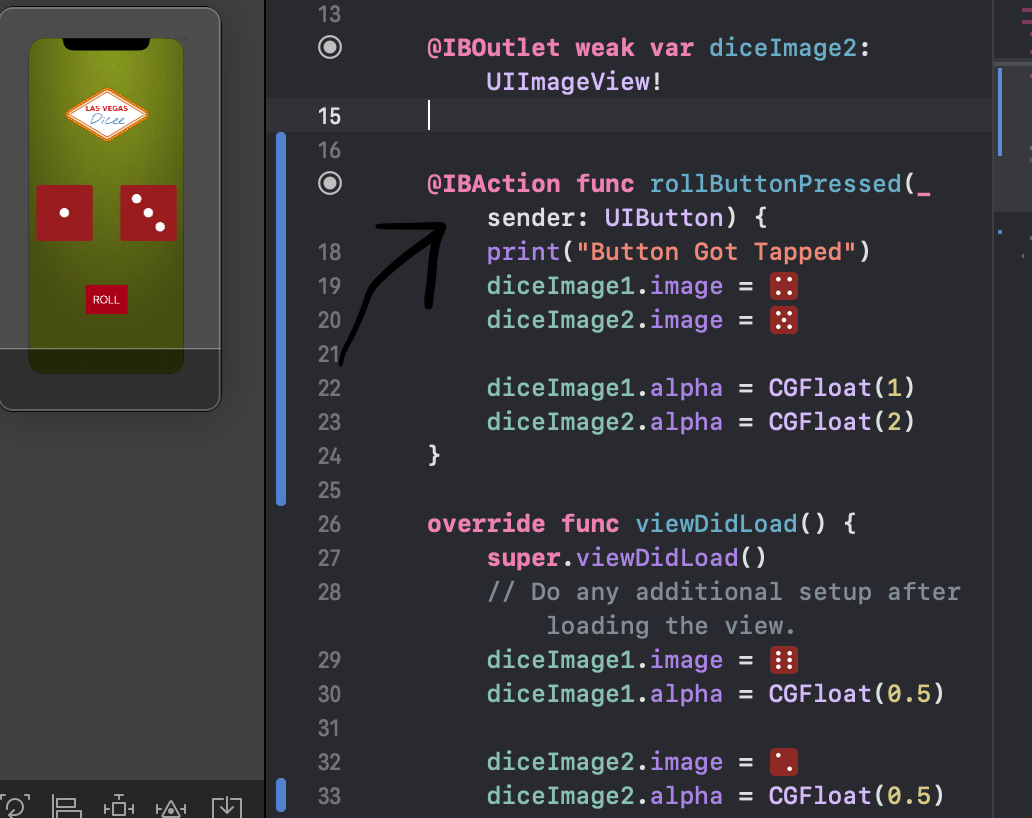 LAS VEGAS
Dicee
ROLL
13
@IBOutlet weak var diceImage2:
UIImageView!
15
16
@IBAction func rollButtonPressed(_
sender: UIButton) {
18 print("Button Got Tapped")
19 diceImage1.image =
20 diceImage2.image =
21
22 diceImage1.alpha = CGFloat(1)
23 diceImage2.alpha = CGFloat(2)
24 }
25
26 override func viewDidLoad() {
27 super.viewDidLoad()
28 // Do any additional setup after
loading the view.
29 diceImage1.image =
30 diceImage1.alpha = CGFloat(0.5)
31
32 diceImage2.image =
33 diceImage2.alpha = CGFloat(0.5)